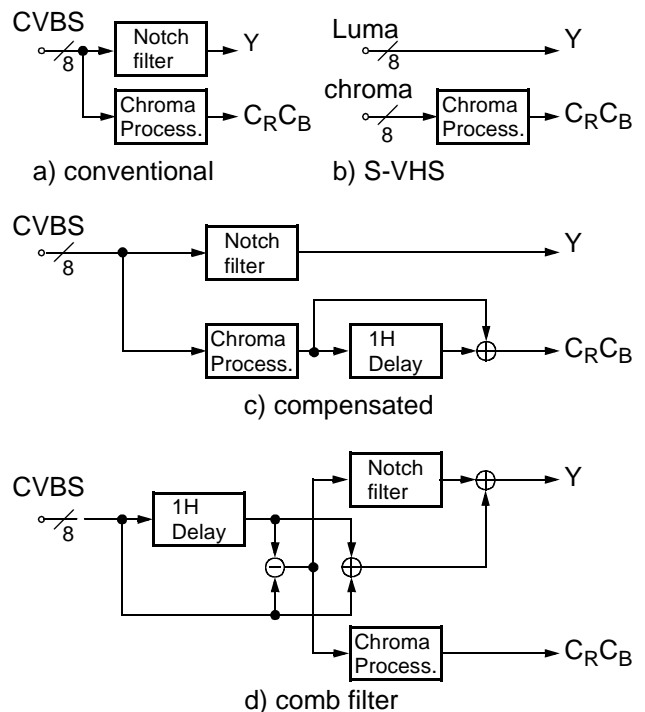 CVBS
8
Notch
filter
Y
Chroma
Process.
CRCB
a) conventional
Luma
8
Y
chroma
8
Chroma
Process.
CRCB
b) S-VHS
CVBS
8
Notch
filter
Y
Chroma
Process.
1H
Delay
CRCB
c) compensated
CVBS
8
1H
Delay
Notch
filter
Y
Chroma
Process.
CRCB
d) comb filter